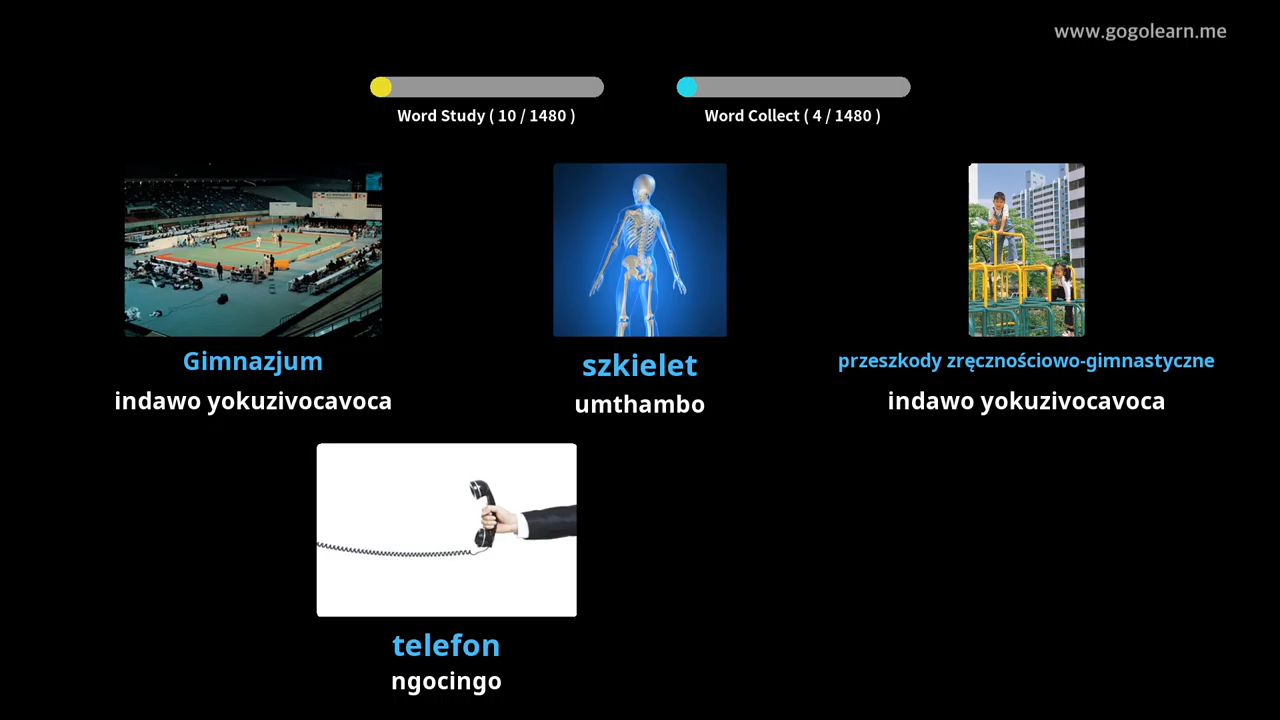 www.gogolearn.me
Word Study ( 10 / 1480 )
Word Collect ( 4 / 1480 )
Gimnazjum
indawo yokuzivocavoca
szkielet
umthambo
przeszkody zręcznościowo-gimnastyczne
indawo yokuzivocavoca
telefon
ngocingo